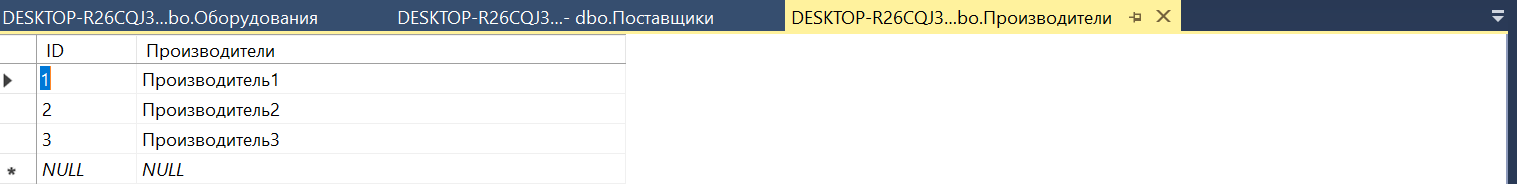 DESKTOP-R26CQJ3...bo.Оборудования DESKTOP-R26CQJ3...- dbo.Поставщики DESKTOP-R26CQJ3...bo.Производители
ID Производители
1 Производитель1
2 Производитель2
3 Производитель3
NULL NULL